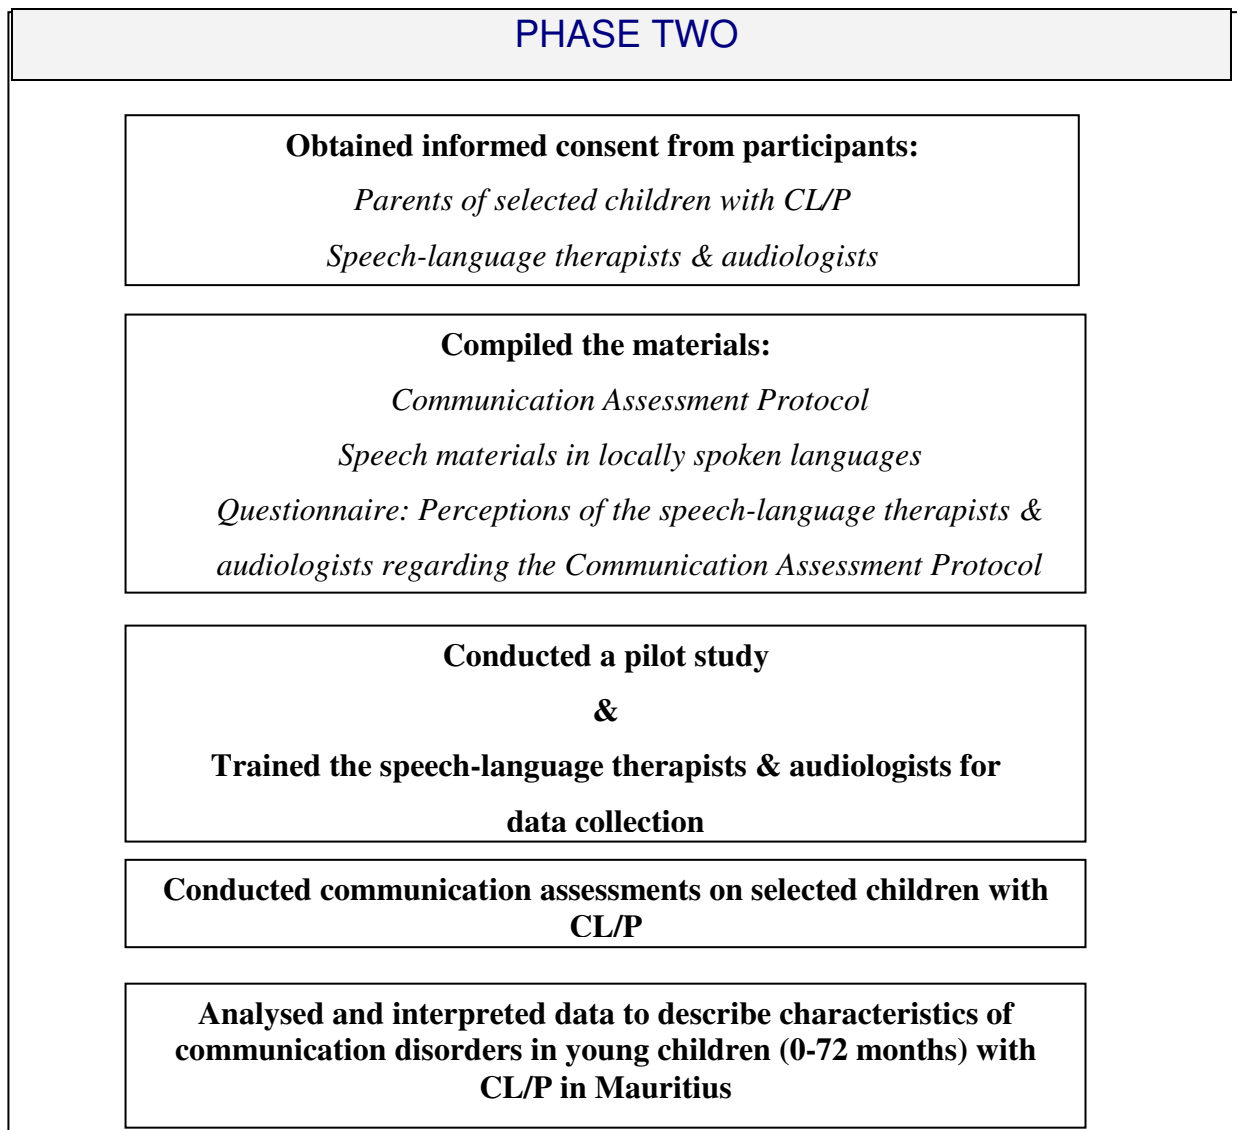 PHASE TWO
Obtained informed consent from participants:
Parents of selected children with CL/P
Speech-language therapists & audiologists
Compiled the materials:
Communication Assessment Protocol
Speech materials in locally spoken languages
Questionnaire: Perceptions of the speech-language therapists &
audiologists regarding the Communication Assessment Protocol
Conducted a pilot study
&
Trained the speech-language therapists & audiologists for
data collection
Conducted communication assessments on selected children with
CL/P
Analysed and interpreted data to describe characteristics of
communication disorders in young children (0-72 months) with
CL/P in Mauritius